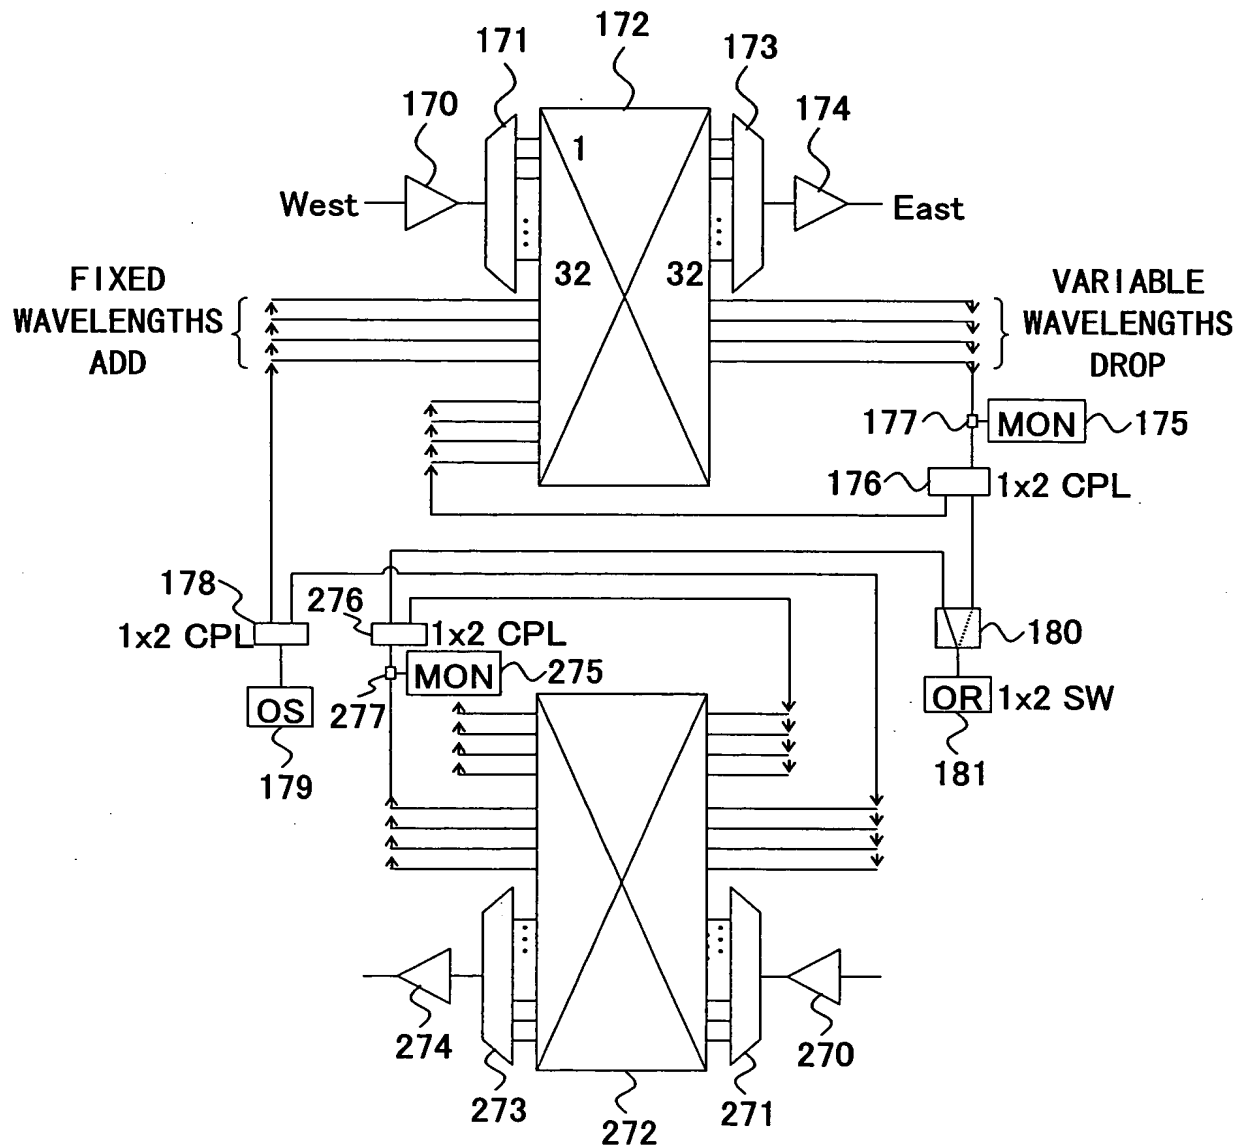 172
171
173
170
174
1
West
East
32
32
FIXED
WAVELENGTHS
ADD
VARIABLE
WAVELENGTHS
DROP
177
MON
175
176
1x2 CPL
178
276
1x2 CPL
1x2 CPL
180
MON
275
OS
277
OR
1x2 SW
179
181
274
270
273
271
272